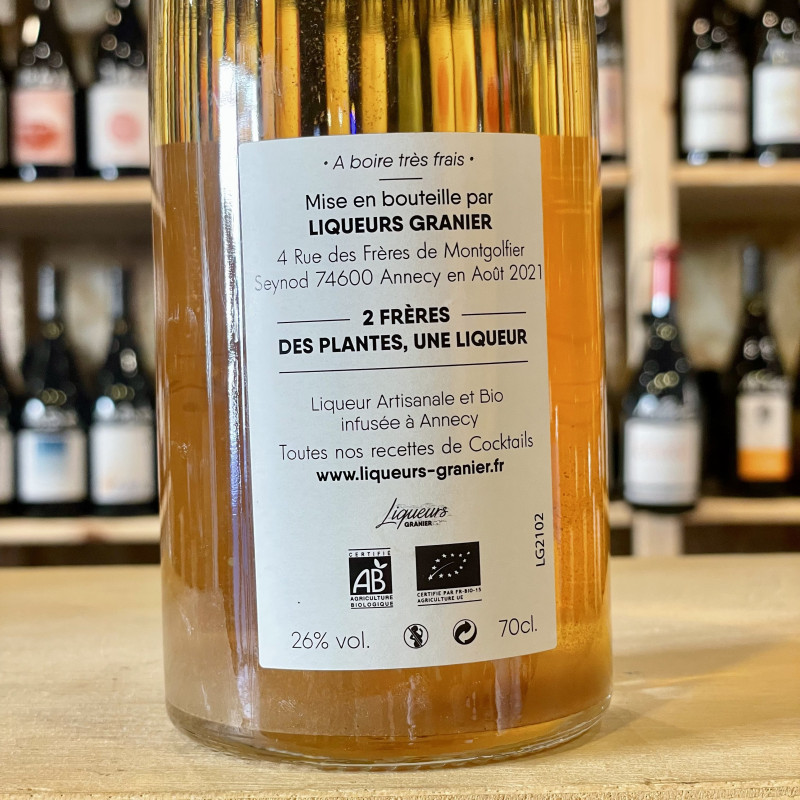 • A boire très frais •
Mise en bouteille par
LIQUEURS GRANIER
4 Rue des Frères de Montgolfier
Seynod 74600 Annecy en Août 2021
2 FRÈRES
DES PLANTES, UNE LIQUEUR
Liqueur Artisanale et Bio
infusée à Annecy
Toutes nos recettes de Cocktails
www.liqueurs-granier.fr
Liqueurs
GRANIER
LG2102
CERTIFIÉ
AB
AGRICULTURE
BIOLOGIQUE
CERTIFIÉ PAR FR-BIO-15
AGRICULTURE UE
26% vol.
70cl.